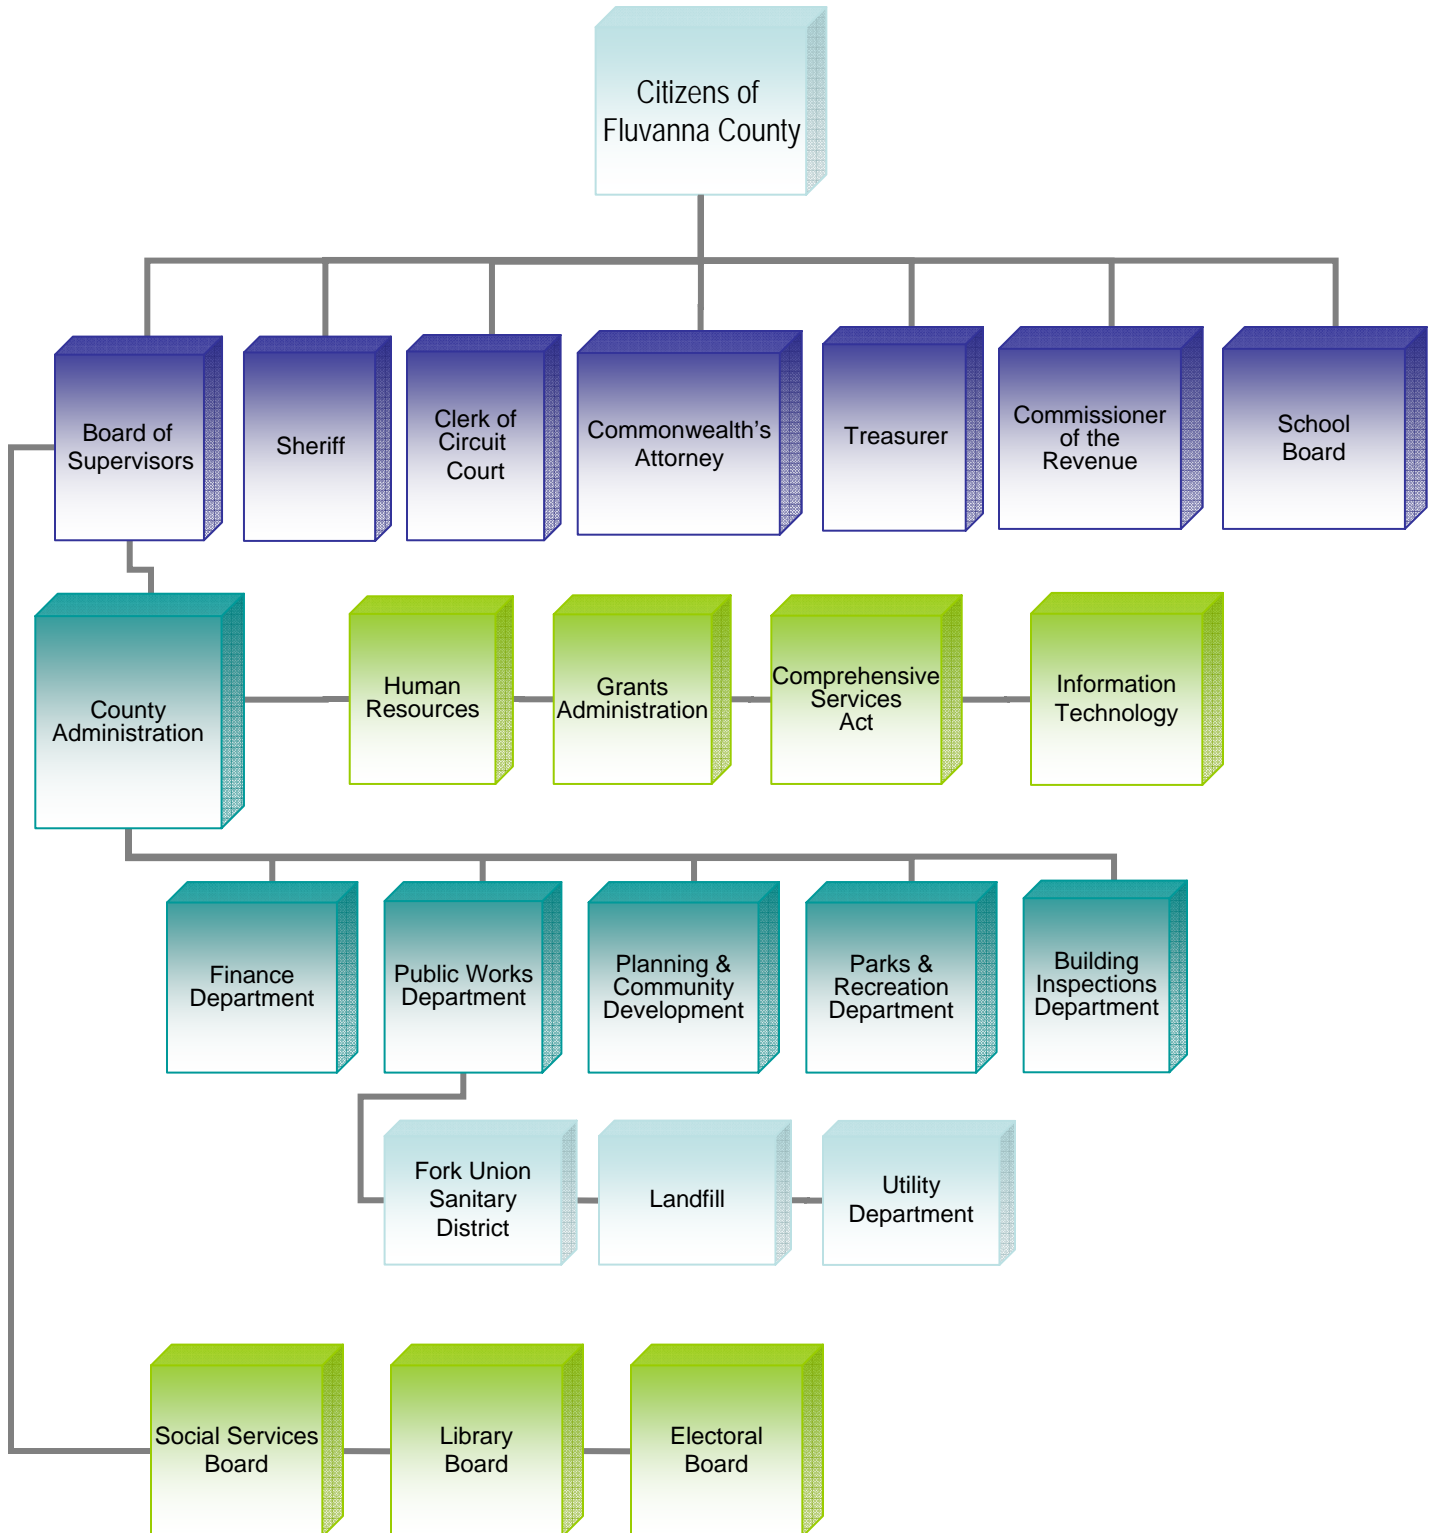 Citizens of
Fluvanna County
Board of
Supervisors
Sheriff
Clerk of
Circuit
Court
Commonwealth's
Attorney
Treasurer
Commissioner
of the
Revenue
School
Board
County
Administration
Human
Resources
Grants
Administration
Comprehensive
Services
Act
Information
Technology
Finance
Department
Public Works
Department
Planning &
Community
Development
Parks &
Recreation
Department
Building
Inspections
Department
Fork Union
Sanitary
District
Landfill
Utility
Department
Social Services
Board
Library
Board
Electoral
Board